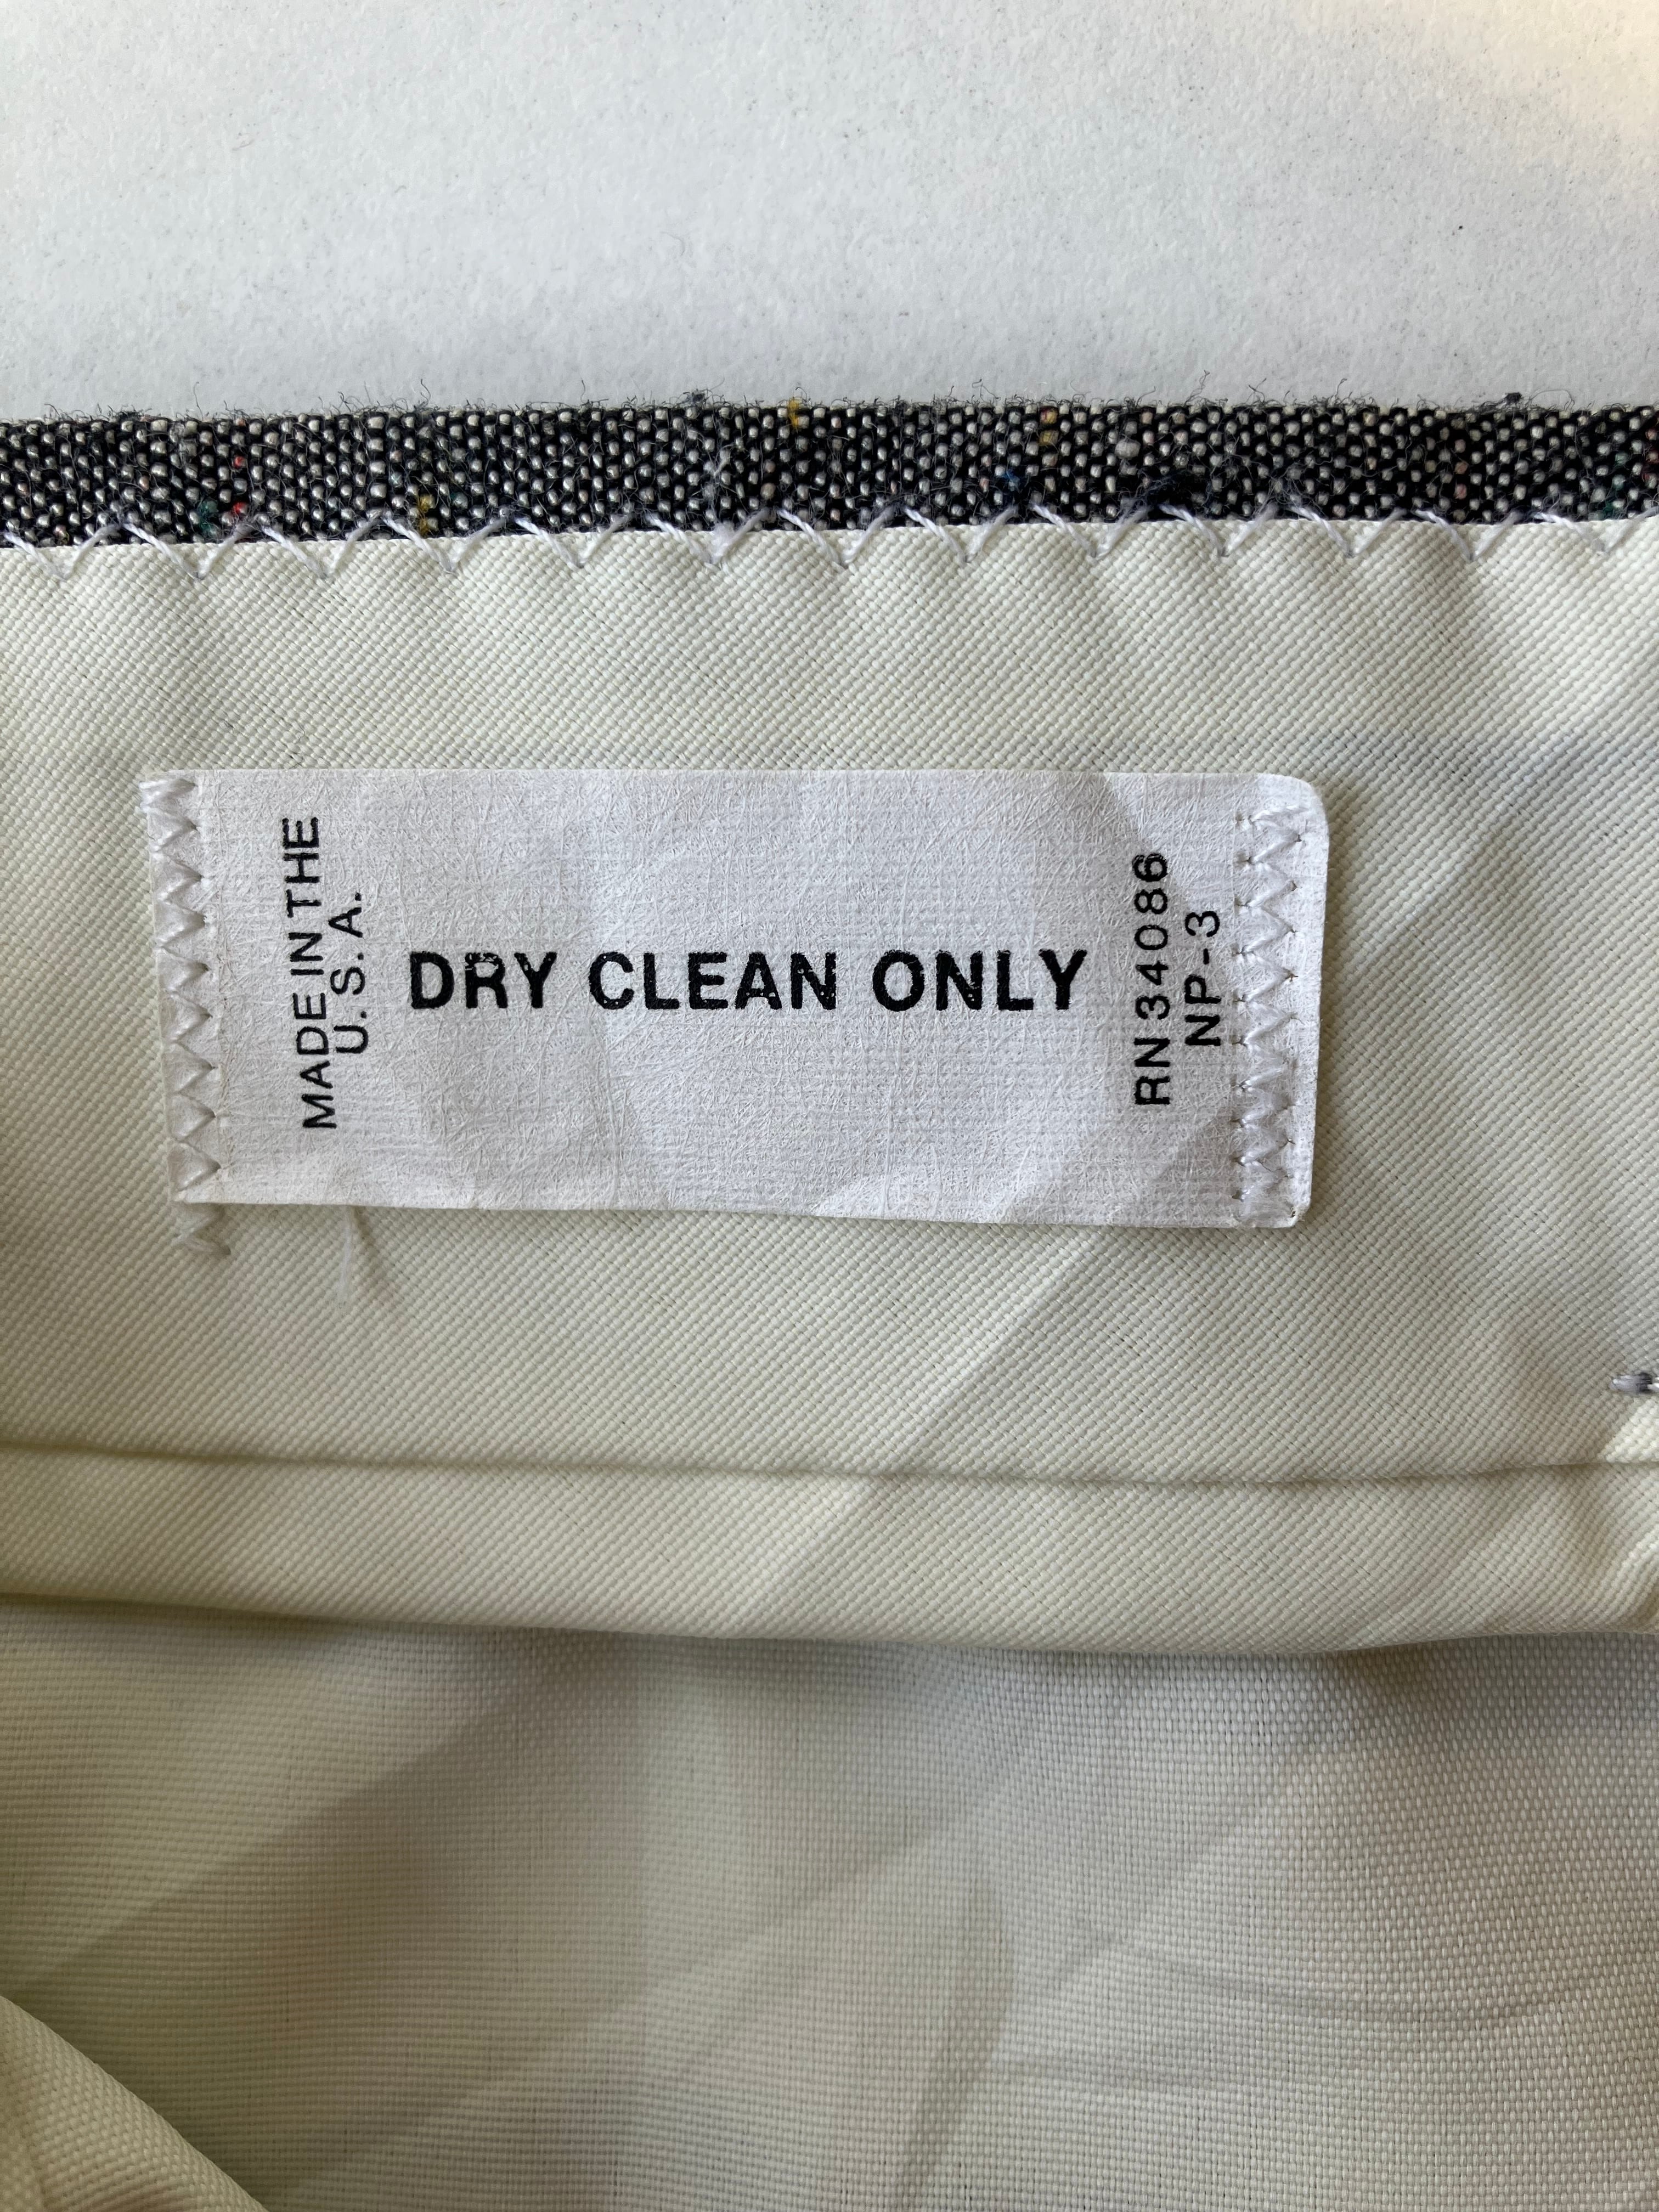 MADE IN THE
U.S.A.
DRY CLEAN ONLY
RN 34086
NP-3